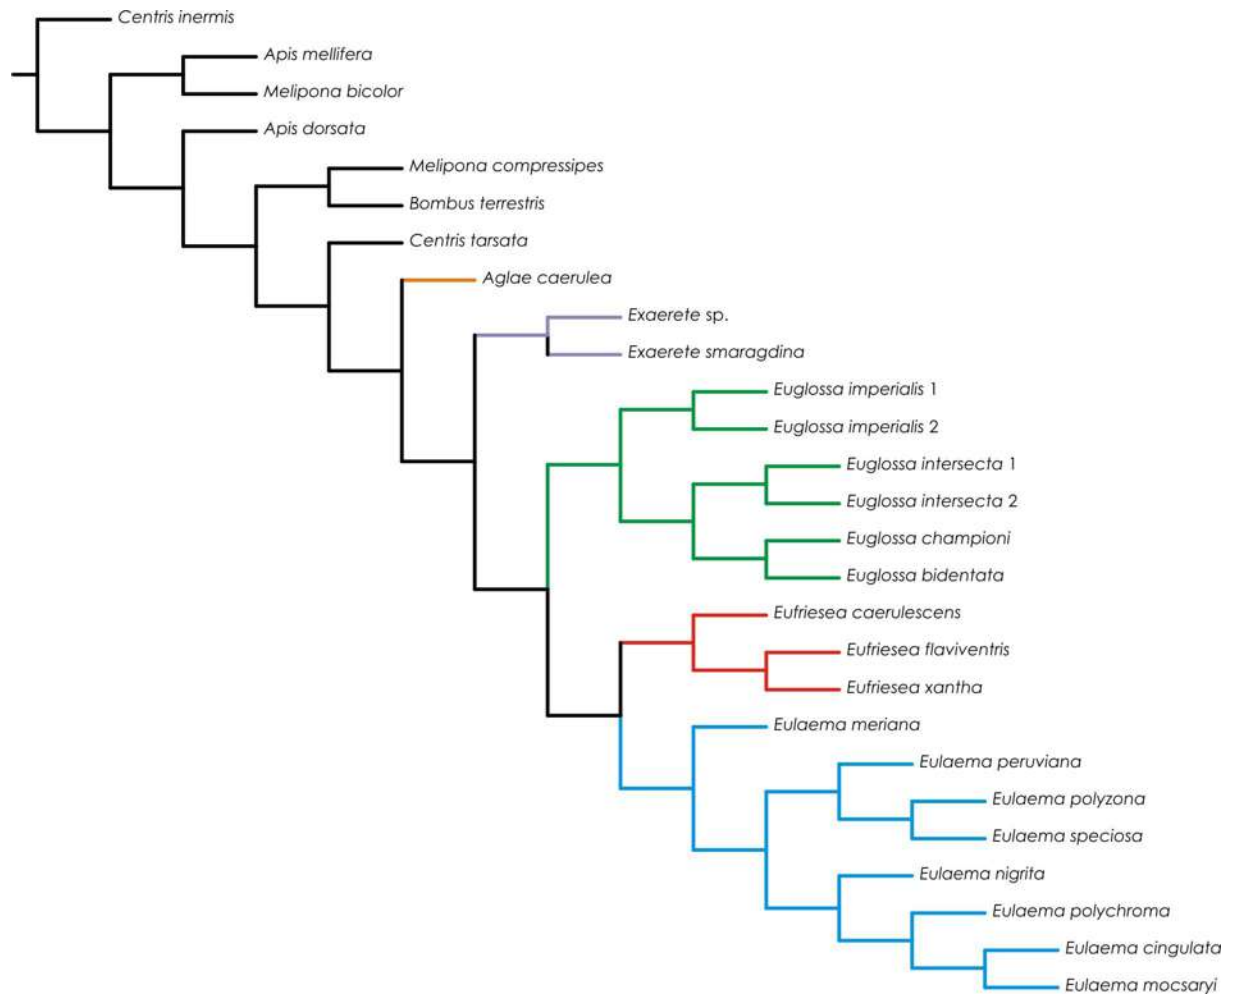 Centris inermis
Apis mellifera
Melipona bicolor
Apis dorsata
Melipona compressipes
Bombus terrestris
Centris tarsata
Aglae caerulea
Exaerete sp.
Exaerete smaragdina
Euglossa imperialis 1
Euglossa imperialis 2
Euglossa intersecta 1
Euglossa intersecta 2
Euglossa championi
Euglossa bidentata
Eufriesea caerulescens
Eufriesea flaviventris
Eufriesea xantha
Eulaema meriana
Eulaema peruviana
Eulaema polyzona
Eulaema speciosa
Eulaema nigrita
Eulaema polychroma
Eulaema cingulata
Eulaema mocsaryi